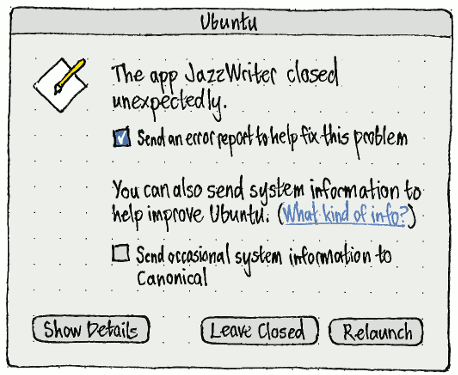 Ubuntu
The app JazzWriter closed
unexpectedly.
Send an error report to help fix this problem
You can also send system information to
help improve Ubuntu. (What kind of info?)
Send occasional system information to
Canonical
Show Details
Leave Closed
Relaunch